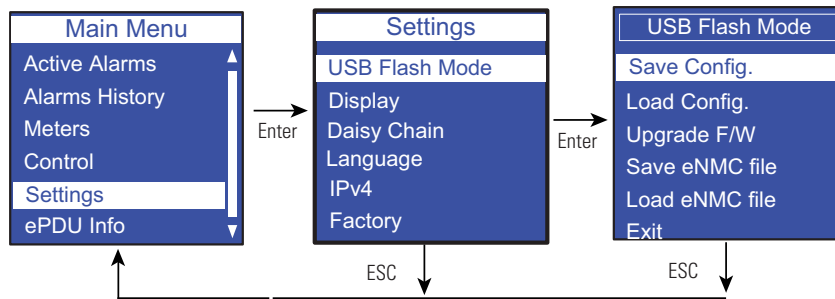 Main Menu
Active Alarms
Alarms History
Meters
Control
Settings
ePDU Info
Enter
Settings
USB Flash Mode
Display
Daisy Chain
Language
IPv4
Factory
Enter
USB Flash Mode
Save Config.
Load Config.
Upgrade F/W
Save eNMC file
Load eNMC file
Exit
ESC
ESC